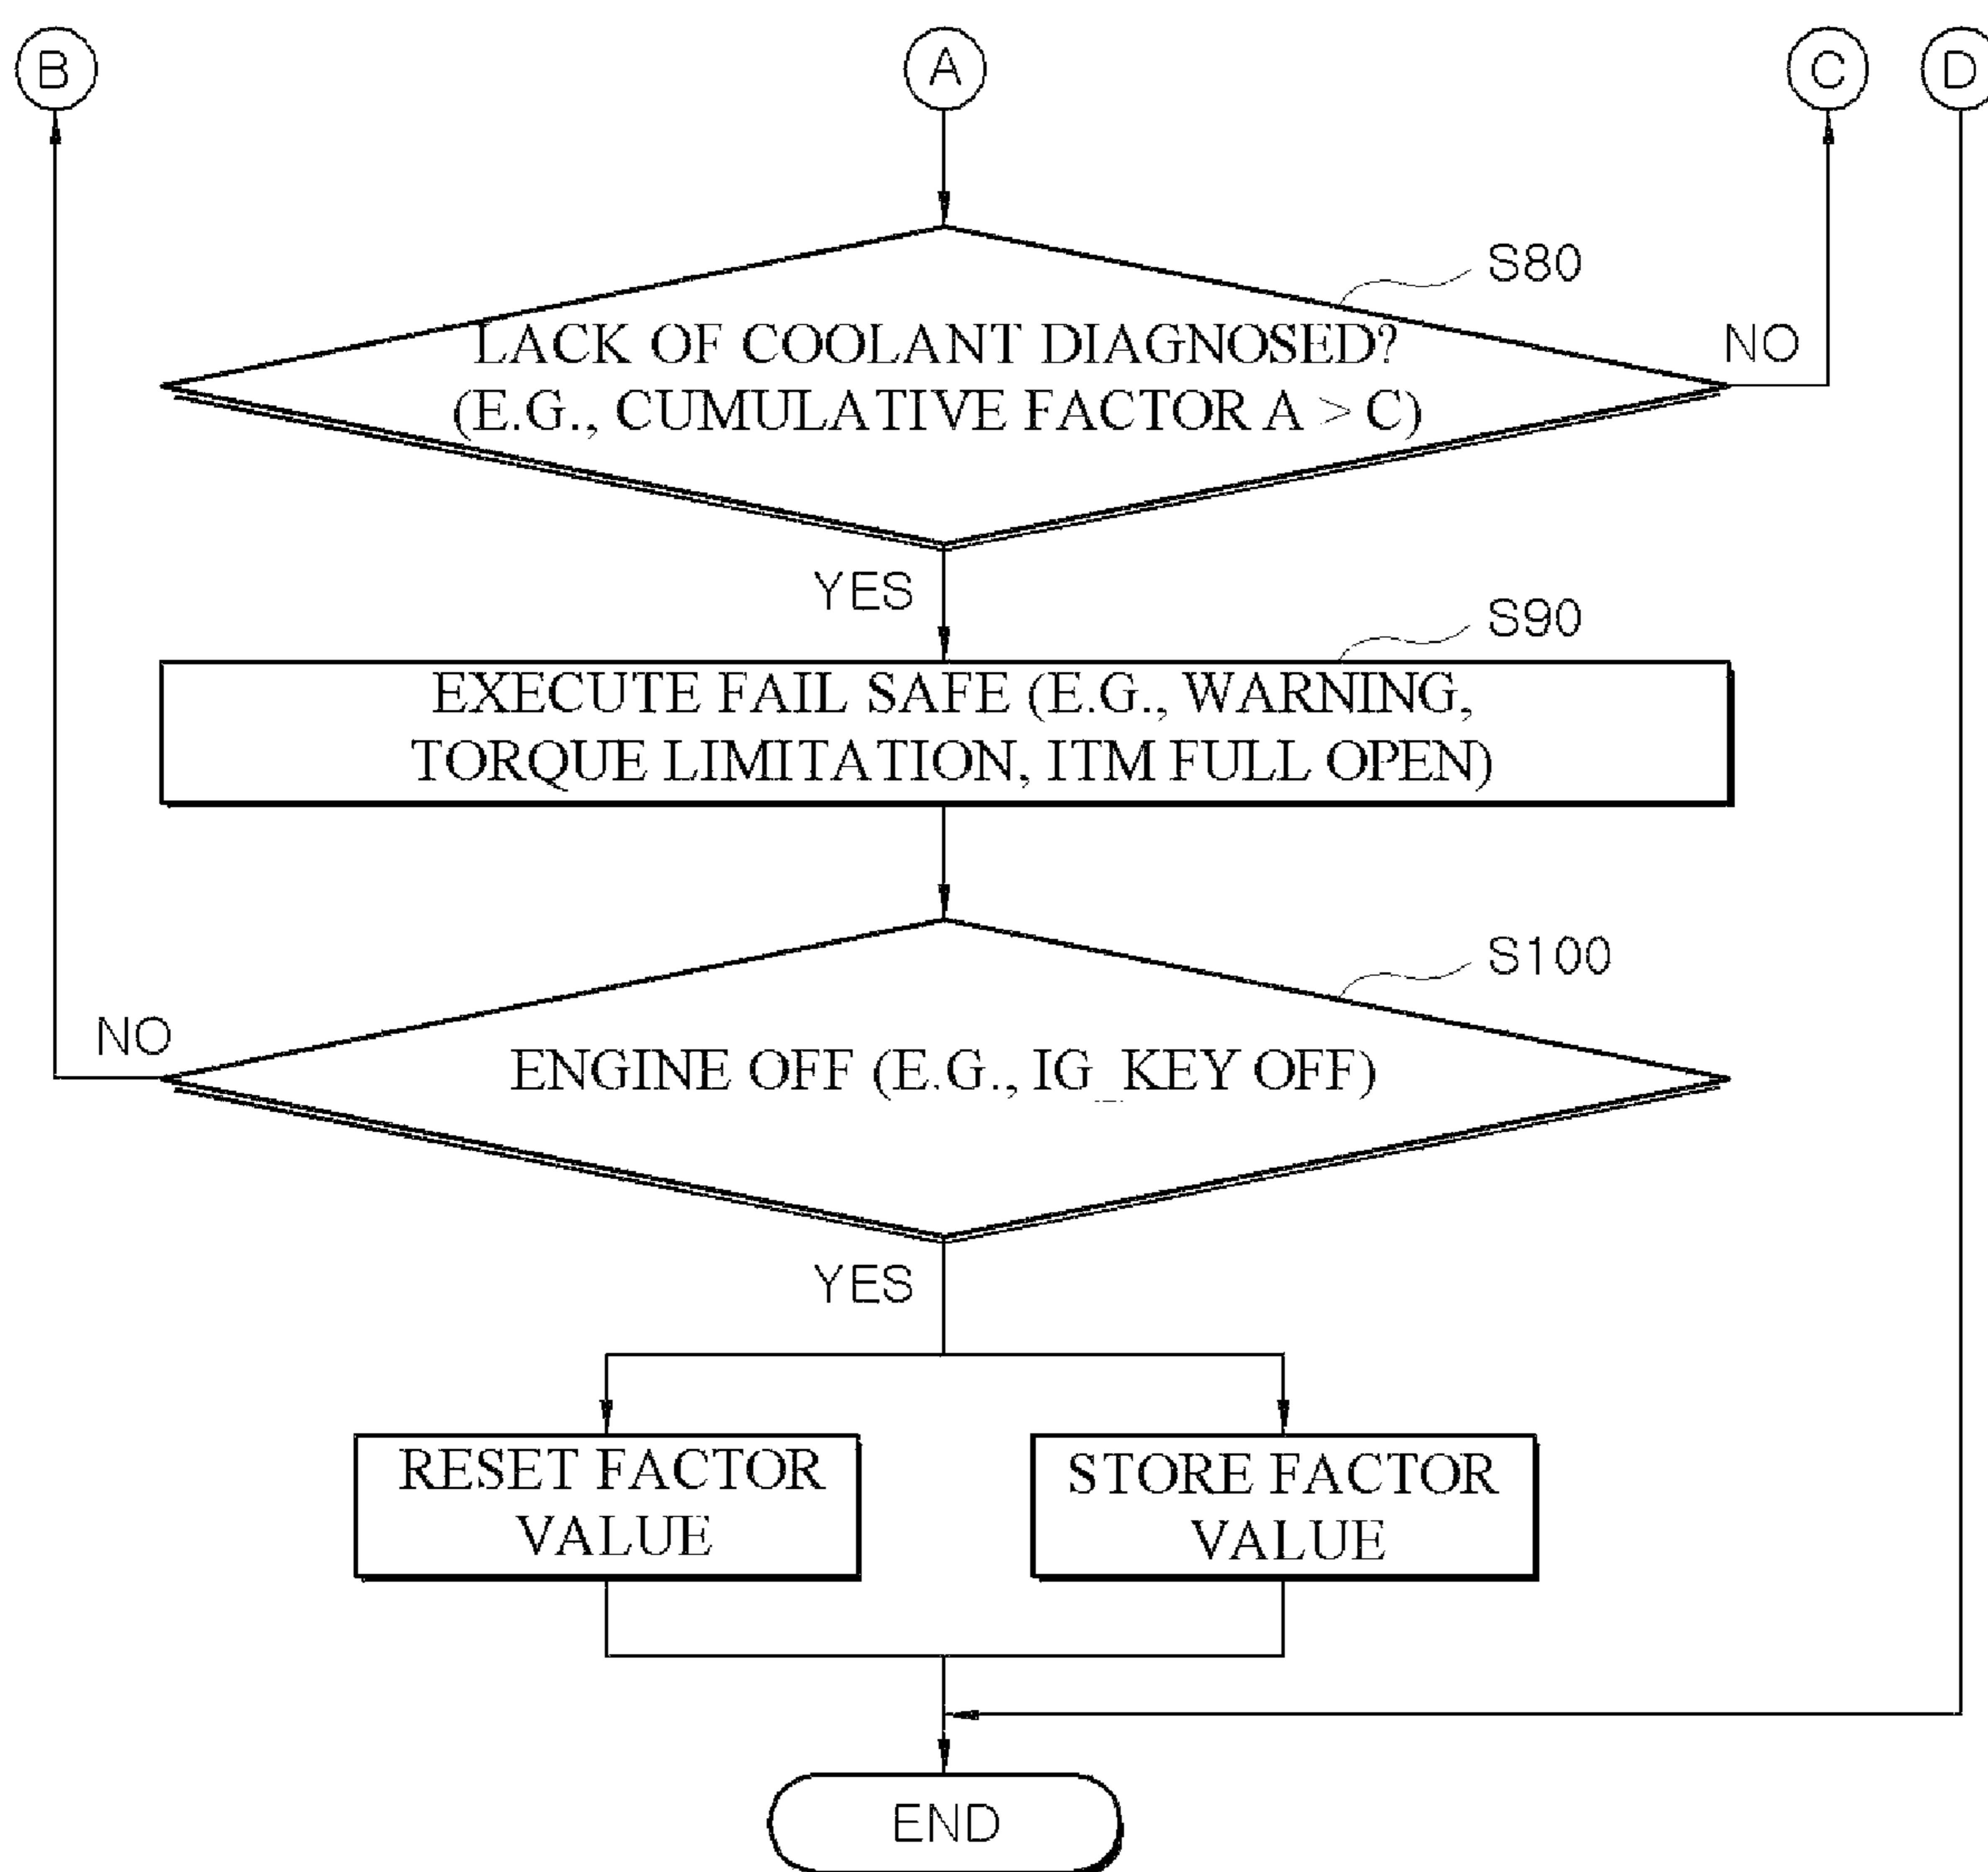 B
A
C
D
S80
LACK OF COOLANT DIAGNOSED?
(E.G., CUMULATIVE FACTOR A > C)
NO
YES
S90
EXECUTE FAIL SAFE (E.G., WARNING,
TORQUE LIMITATION, ITM FULL OPEN)
S100
NO
ENGINE OFF (E.G., IG_KEY OFF)
YES
RESET FACTOR
VALUE
STORE FACTOR
VALUE
END